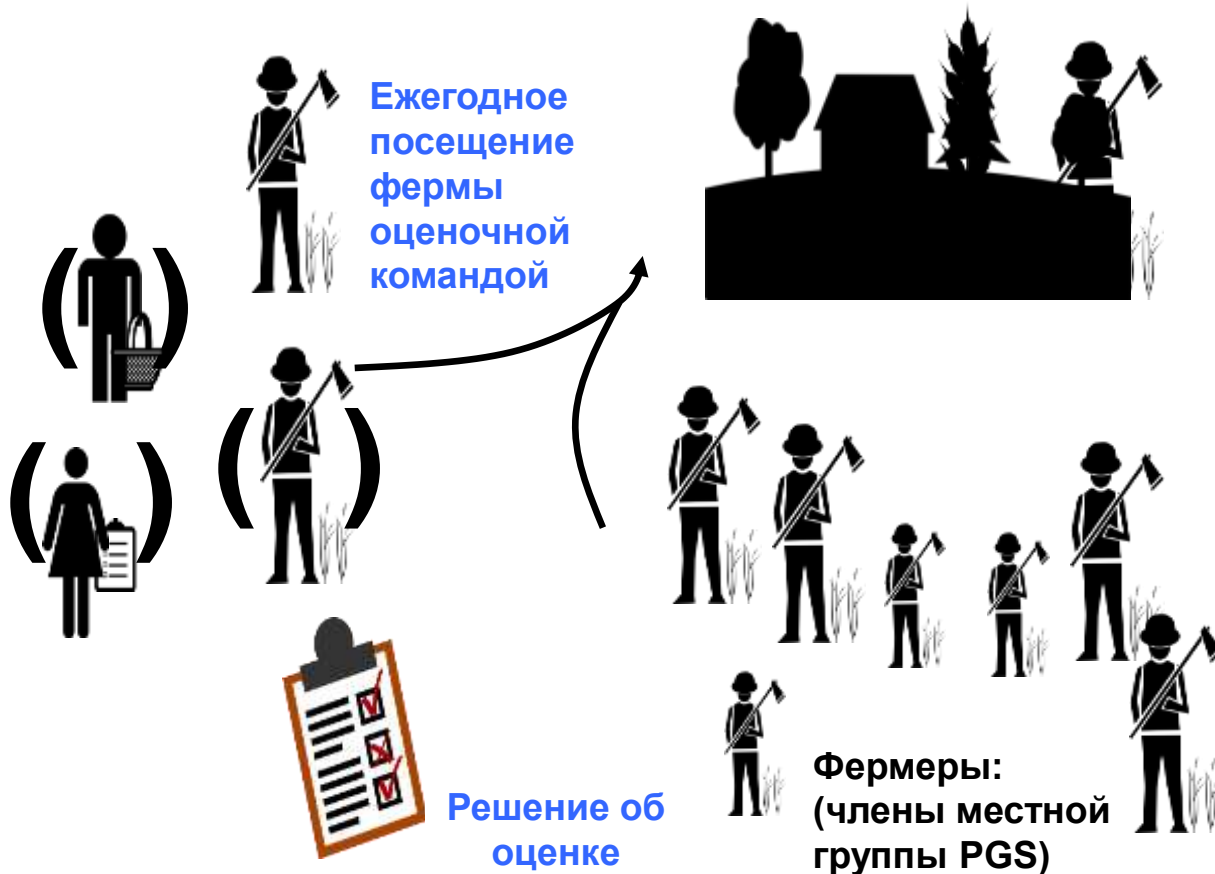 Ежегодное
посещение
фермы
оценочной
командой
Решение об
оценке
Фермеры:
(члены местной
группы PGS)